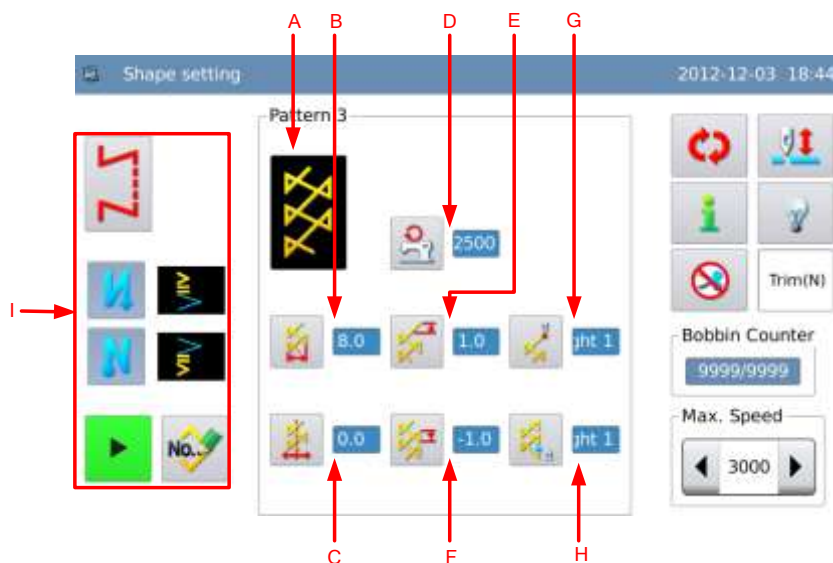 A B D E G
Shape setting 2012-12-03 18:44
Pattern 3
2500
Trim(N)
I
8.0 1.0 ght 1
Bobbin Counter
9999/9999
No...
0.0 -1.0 ght 1
Max. Speed
3000
C F H